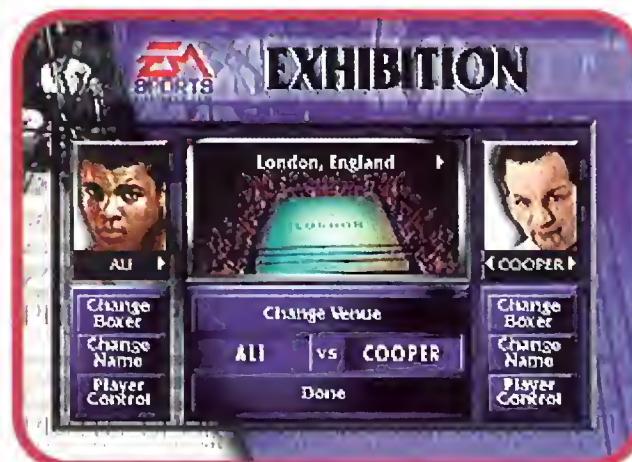 EA
SPORTS
EXHIBITION
London, England
LONDON
ALI
COOPER
Change
Boxer
Change
Name
Player
Control
Change Venue
ALI vs COOPER
Done
Change
Boxer
Change
Name
Player
Control